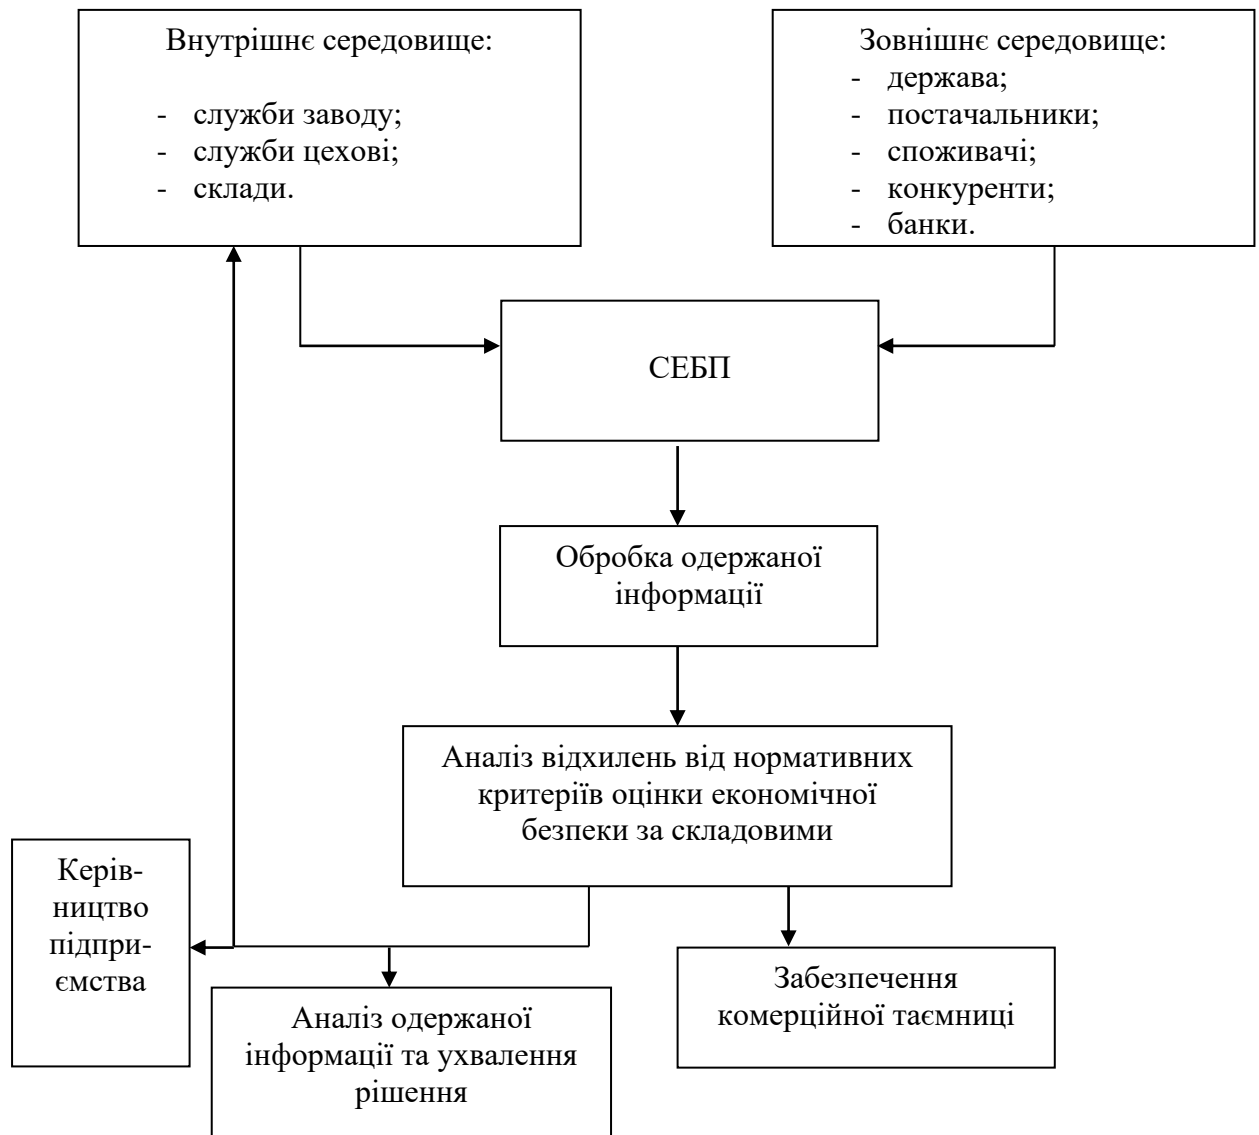 Внутрішнє середовище:
- служби заводу;
- служби цехові;
- склади.
Зовнішнє середовище:
- держава;
- постачальники;
- споживачі;
- конкуренти;
- банки.
СЕБП
Обробка одержаної
інформації
Аналіз відхилень від нормативних
критеріїв оцінки економічної
безпеки за складовими
Керів-
ництво
підпри-
ємства
Аналіз одержаної
інформації та ухвалення
рішення
Забезпечення
комерційної таємниці